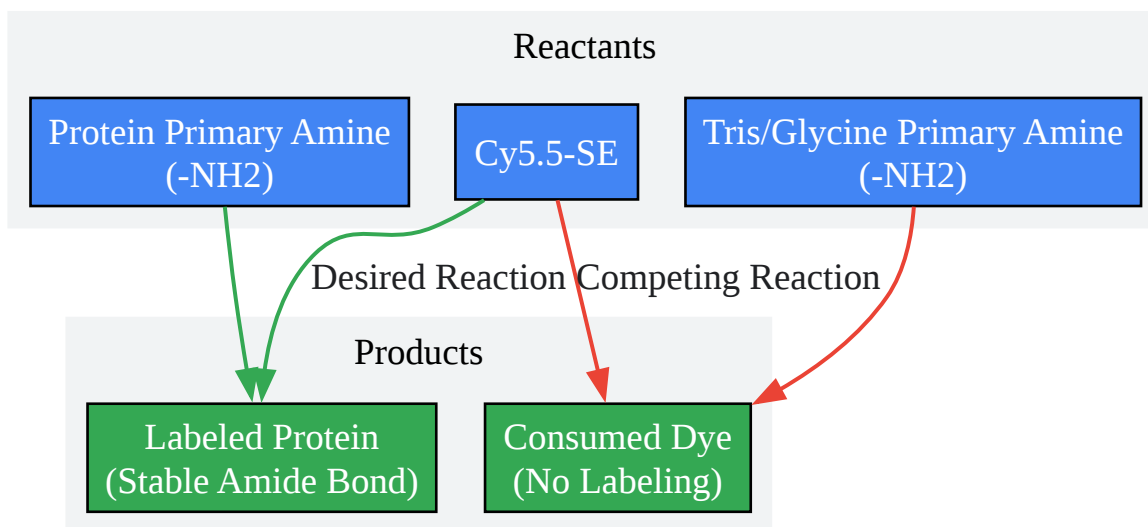 Reactants
Protein Primary Amine
(-NH2)
Cy5.5-SE
Tris/Glycine Primary Amine
(-NH2)
Desired Reaction
Competing Reaction
Products
Labeled Protein
(Stable Amide Bond)
Consumed Dye
(No Labeling)